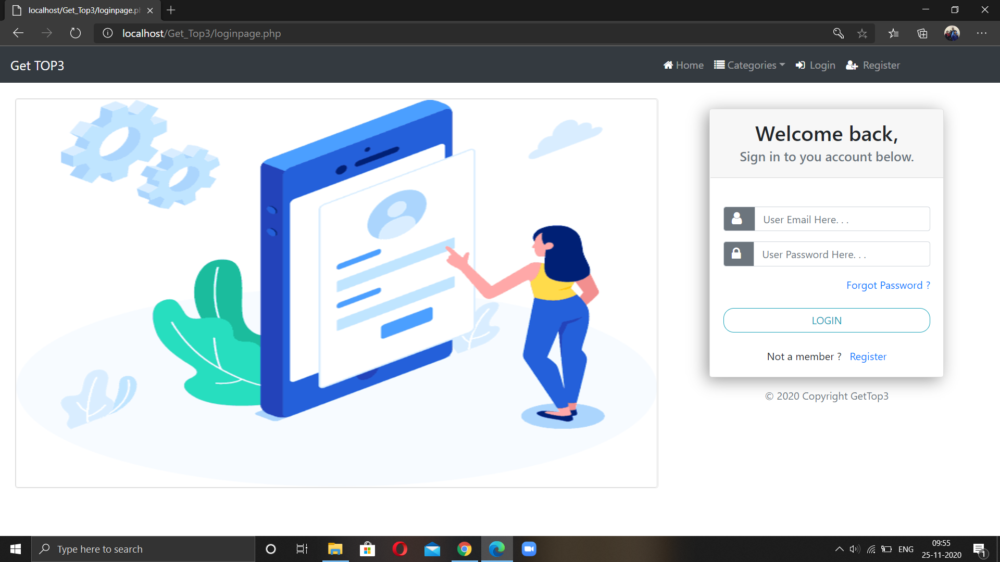 localhost/Get_Top3/loginpage.ph
localhost/Get_Top3/loginpage.php
Get TOP3
Home
Categories
Login
Register
Welcome back,
Sign in to you account below.
User Email Here. . .
User Password Here. . .
Forgot Password ?
LOGIN
Not a member ? Register
© 2020 Copyright GetTop3
Type here to search
ENG
09:55
25-11-2020
1